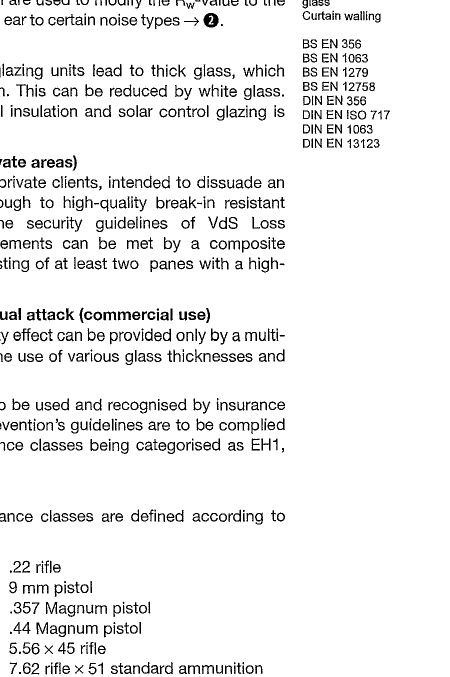 are used to modify the Rw-value to the
ear to certain noise types → ❷.
glazing units lead to thick glass, which
n. This can be reduced by white glass.
l insulation and solar control glazing is
vate areas)
private clients, intended to dissuade an
ough to high-quality break-in resistant
he security guidelines of VdS Loss
ements can be met by a composite
sting of at least two panes with a high-
ual attack (commercial use)
ty effect can be provided only by a multi-
he use of various glass thicknesses and
o be used and recognised by insurance
evention's guidelines are to be complied
nce classes being categorised as EH1,
ance classes are defined according to
.22 rifle
9 mm pistol
.357 Magnum pistol
.44 Magnum pistol
5.56 × 45 rifle
7.62 rifle × 51 standard ammunition
glass
Curtain walling
BS EN 356
BS EN 1063
BS EN 1279
BS EN 12758
DIN EN 356
DIN EN ISO 717
DIN EN 1063
DIN EN 13123